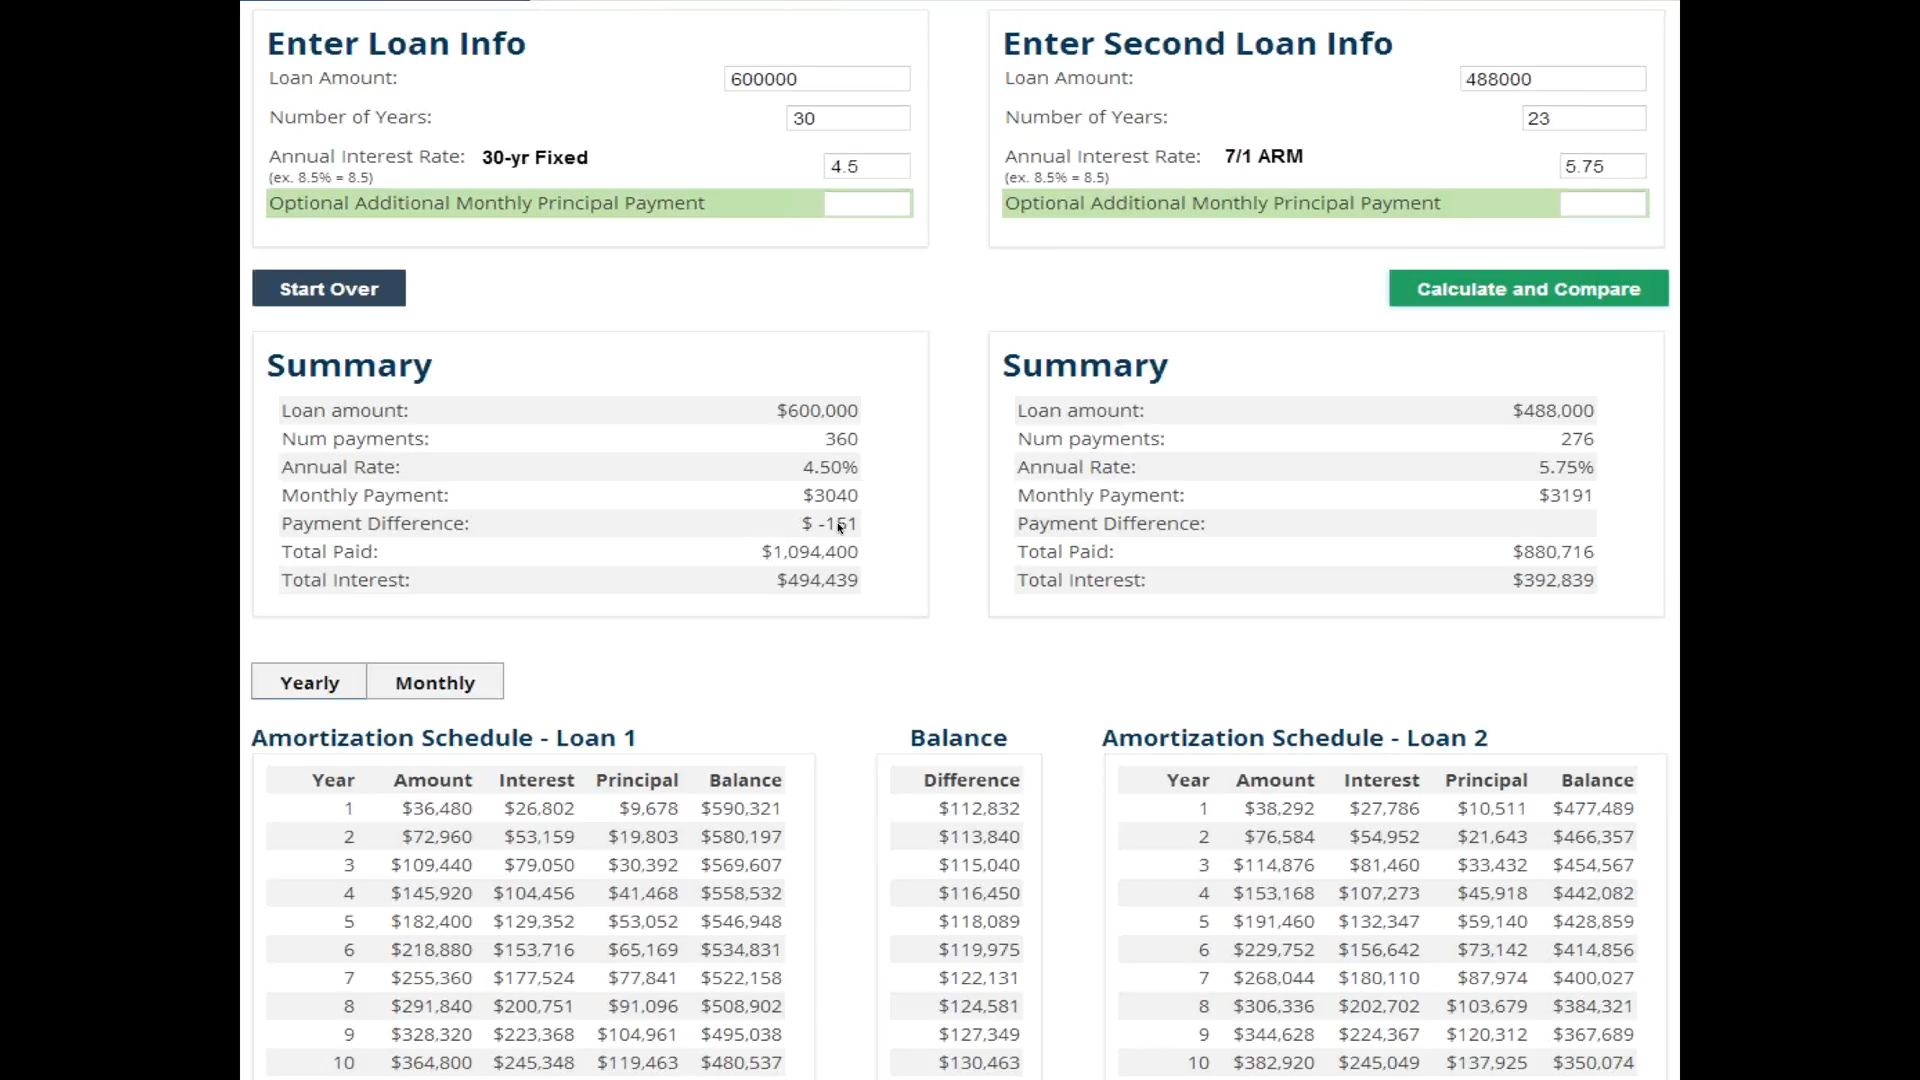 Enter Loan Info
Loan Amount: 600000
Number of Years: 30
Annual Interest Rate: 30-yr Fixed 4.5
(ex. 8.5% = 8.5)
Optional Additional Monthly Principal Payment
Enter Second Loan Info
Loan Amount: 488000
Number of Years: 23
Annual Interest Rate: 7/1 ARM 5.75
(ex. 8.5% = 8.5)
Optional Additional Monthly Principal Payment
Start Over
Calculate and Compare
Summary
Loan amount: $600,000
Num payments: 360
Annual Rate: 4.50%
Monthly Payment: $3040
Payment Difference: $ -151
Total Paid: $1,094,400
Total Interest: $494,439
Summary
Loan amount: $488,000
Num payments: 276
Annual Rate: 5.75%
Monthly Payment: $3191
Payment Difference:
Total Paid: $880,716
Total Interest: $392,839
Yearly Monthly
Amortization Schedule - Loan 1
Year Amount Interest Principal Balance
1 $36,480 $26,802 $9,678 $590,321
2 $72,960 $53,159 $19,803 $580,197
3 $109,440 $79,050 $30,392 $569,607
4 $145,920 $104,456 $41,468 $558,532
5 $182,400 $129,352 $53,052 $546,948
6 $218,880 $153,716 $65,169 $534,831
7 $255,360 $177,524 $77,841 $522,158
8 $291,840 $200,751 $91,096 $508,902
9 $328,320 $223,368 $104,961 $495,038
10 $364,800 $245,348 $119,463 $480,537
Balance
Difference
$112,832
$113,840
$115,040
$116,450
$118,089
$119,975
$122,131
$124,581
$127,349
$130,463
Amortization Schedule - Loan 2
Year Amount Interest Principal Balance
1 $38,292 $27,786 $10,511 $477,489
2 $76,584 $54,952 $21,643 $466,357
3 $114,876 $81,460 $33,432 $454,567
4 $153,168 $107,273 $45,918 $442,082
5 $191,460 $132,347 $59,140 $428,859
6 $229,752 $156,642 $73,142 $414,856
7 $268,044 $180,110 $87,974 $400,027
8 $306,336 $202,702 $103,679 $384,321
9 $344,628 $224,367 $120,312 $367,689
10 $382,920 $245,049 $137,925 $350,074